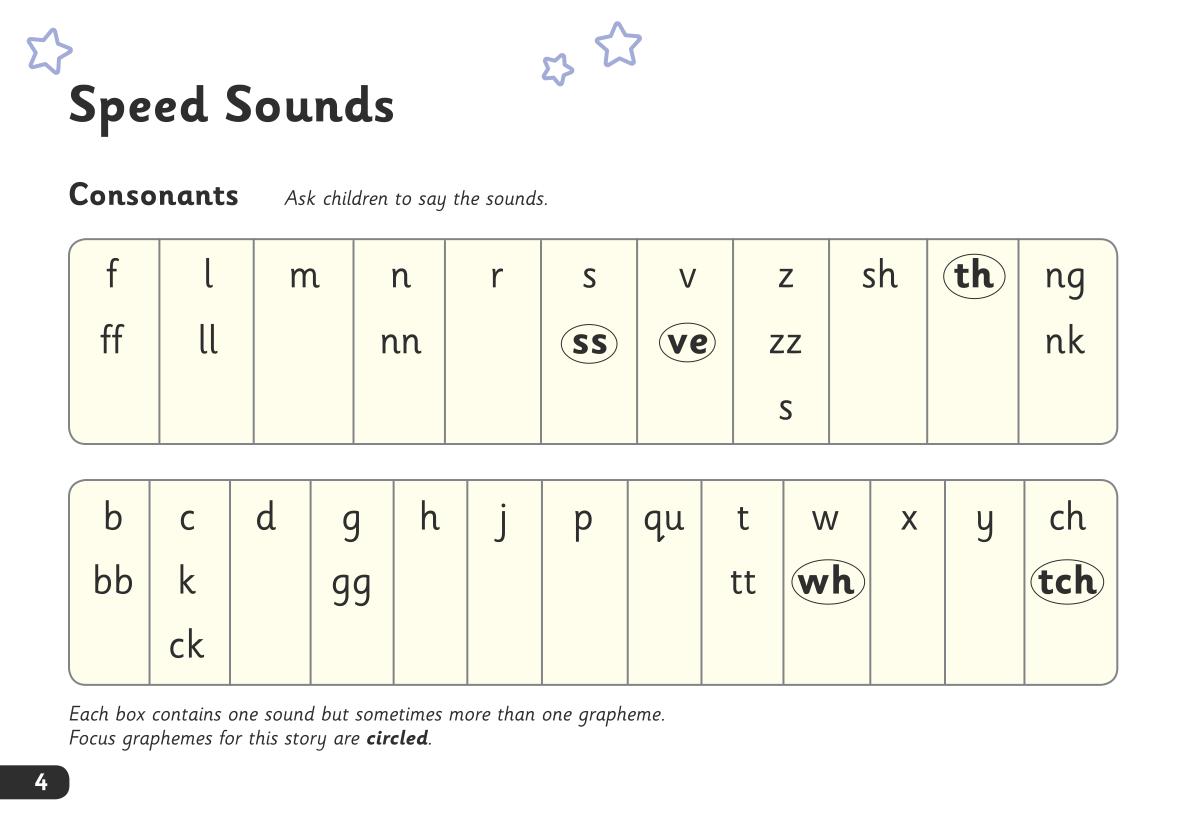 Speed Sounds
Consonants Ask children to say the sounds.
f l m n r s v z sh th ng
ff ll nn ss ve zz nk
s
b c d g h j p qu t w x y ch
bb k gg tt wh tch
ck
Each box contains one sound but sometimes more than one grapheme.
Focus graphemes for this story are circled.
4